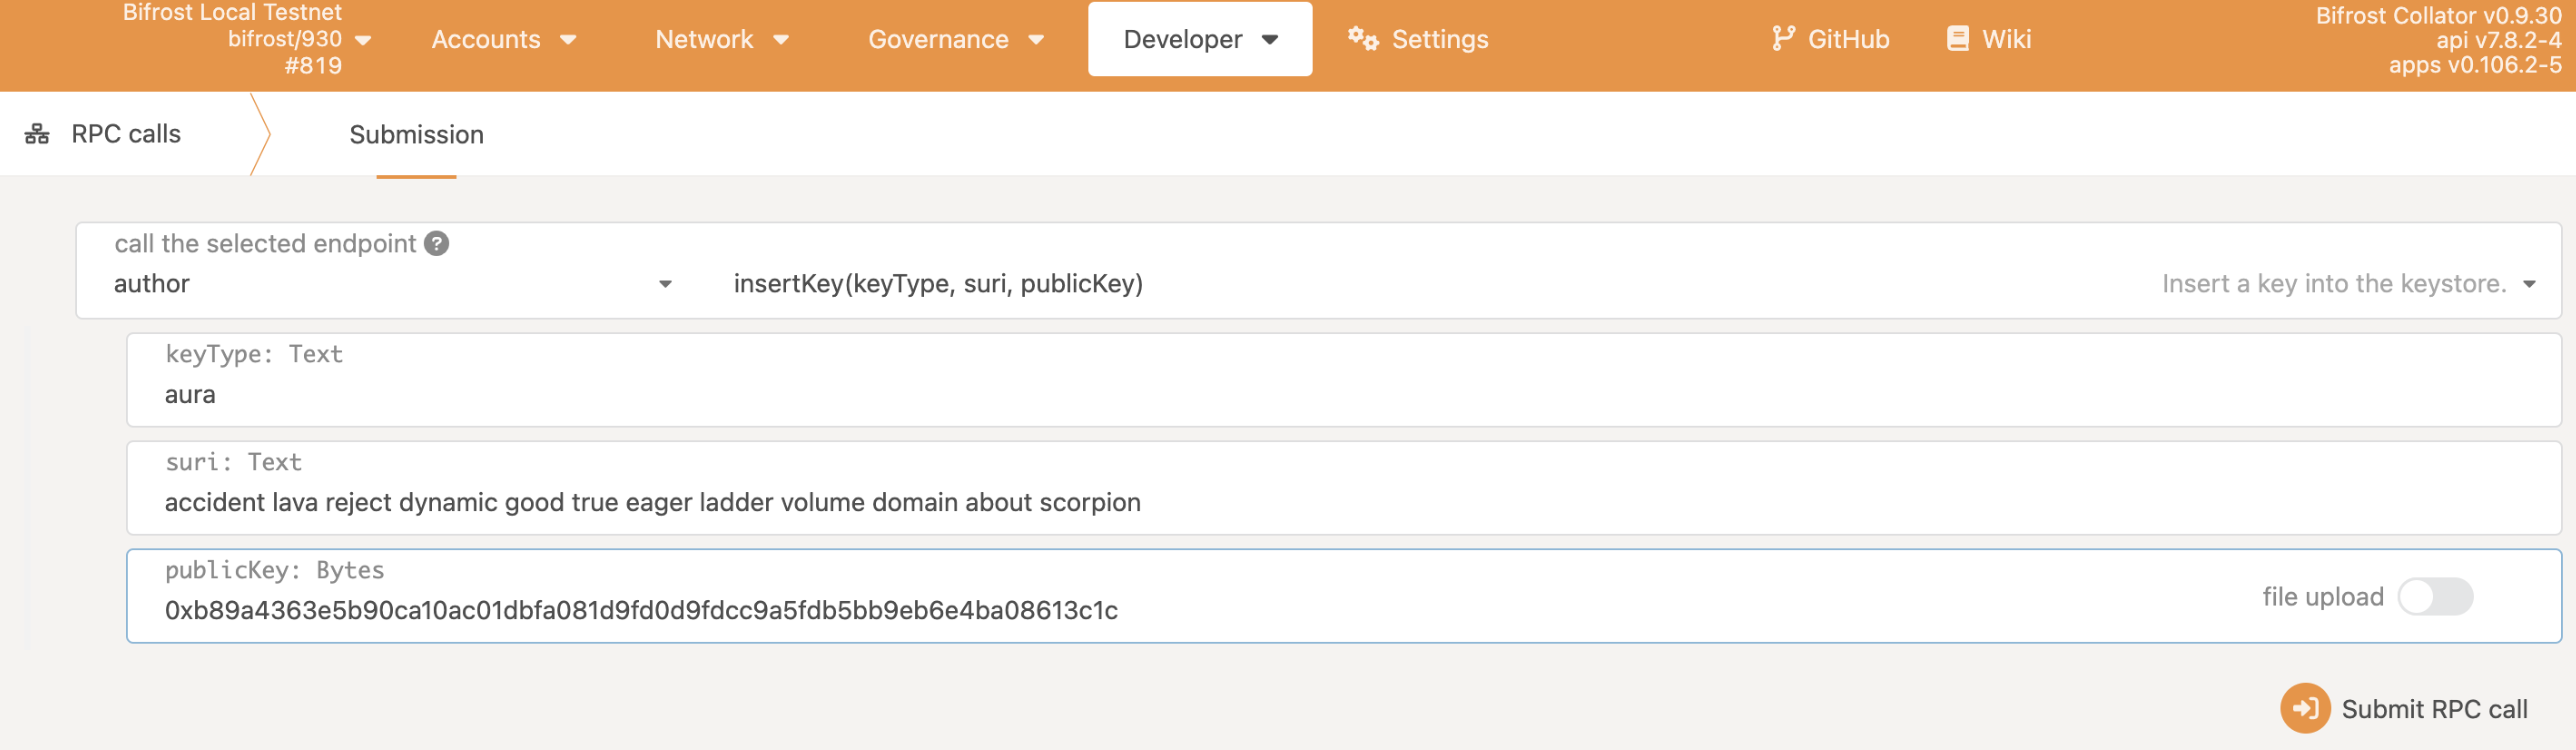 Bifrost Local Testnet
bifrost/930
#819
Accounts
Network
Governance
Developer
Settings
GitHub
Wiki
Bifrost Collator v0.9.30
api v7.8.2-4
apps v0.106.2-5
RPC calls
Submission
call the selected endpoint ?
author
insertKey(keyType, suri, publicKey)
Insert a key into the keystore.
keyType: Text
aura
suri: Text
accident lava reject dynamic good true eager ladder volume domain about scorpion
publicKey: Bytes
0xb89a4363e5b90ca10ac01dbfa081d9fd0d9fdcc9a5fdb5bb9eb6e4ba08613c1c
file upload
Submit RPC call